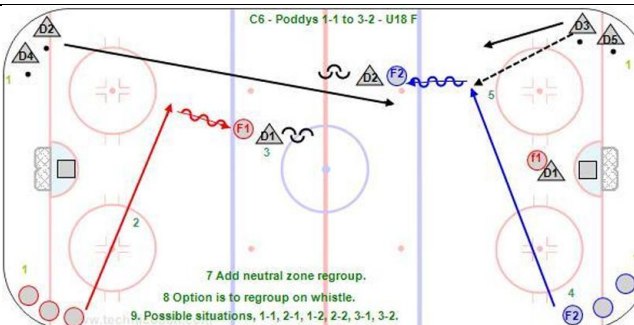 C6 - Poddys 1-1 to 3-2 - U18 F
D2
D3
D4
D5
1
1
D2
F2
5
F1
D1
3
f1
D1
2
1
4
F2
7 Add neutral zone regroup.
8 Option is to regroup on whistle.
9. Possible situations, 1-1, 2-1, 1-2, 2-2, 3-1, 3-2.